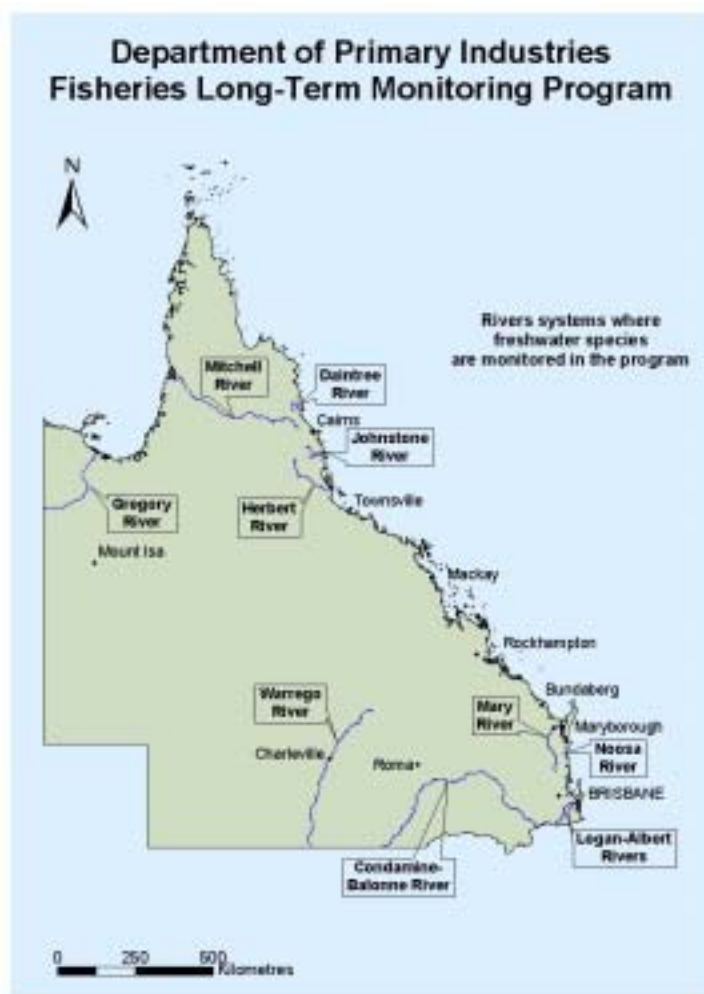 Department of Primary Industries
Fisheries Long-Term Monitoring Program
N
Rivers systems where
freshwater species
are monitored in the program
Mitchell
River
Daintree
River
Cairns
Johnstone
River
Gregory
River
Herbert
River
Townsville
Mount Isa
Mackay
Rockhampton
Bundaberg
Warrego
River
Mary
River
Maryborough
Noosa
River
Charleville
Roma
BRISBANE
Logan-Albert
Rivers
Condamine-
Balonne River
0 250 500
Kilometres